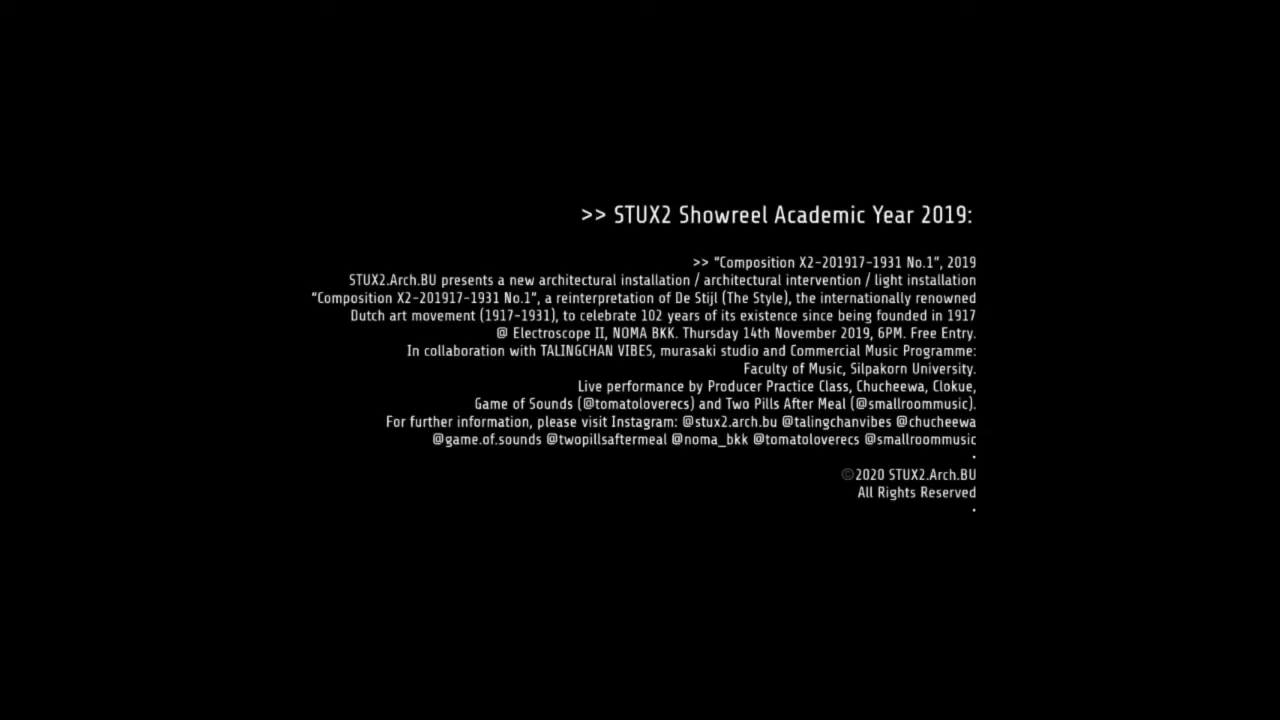 >> STUX2 Showreel Academic Year 2019:
>> “Composition X2-201917-1931 No.1”, 2019
STUX2.Arch.BU presents a new architectural installation / architectural intervention / light installation
“Composition X2-201917-1931 No.1”, a reinterpretation of De Stijl (The Style), the internationally renowned
Dutch art movement (1917-1931), to celebrate 102 years of its existence since being founded in 1917
@ Electroscope II, NOMA BKK. Thursday 14th November 2019, 6PM. Free Entry.
In collaboration with TALINGCHAN VIBES, murasaki studio and Commercial Music Programme:
Faculty of Music, Silpakorn University.
Live performance by Producer Practice Class, Chucheewa, Clokue,
Game of Sounds (@tomatoloverecs) and Two Pills After Meal (@smallroommusic).
For further information, please visit Instagram: @stux2.arch.bu @talingchanvibes @chucheewa
@game.of.sounds @twopillsaftermeal @noma_bkk @tomatoloverecs @smallroommusic
.
©2020 STUX2.Arch.BU
All Rights Reserved
.